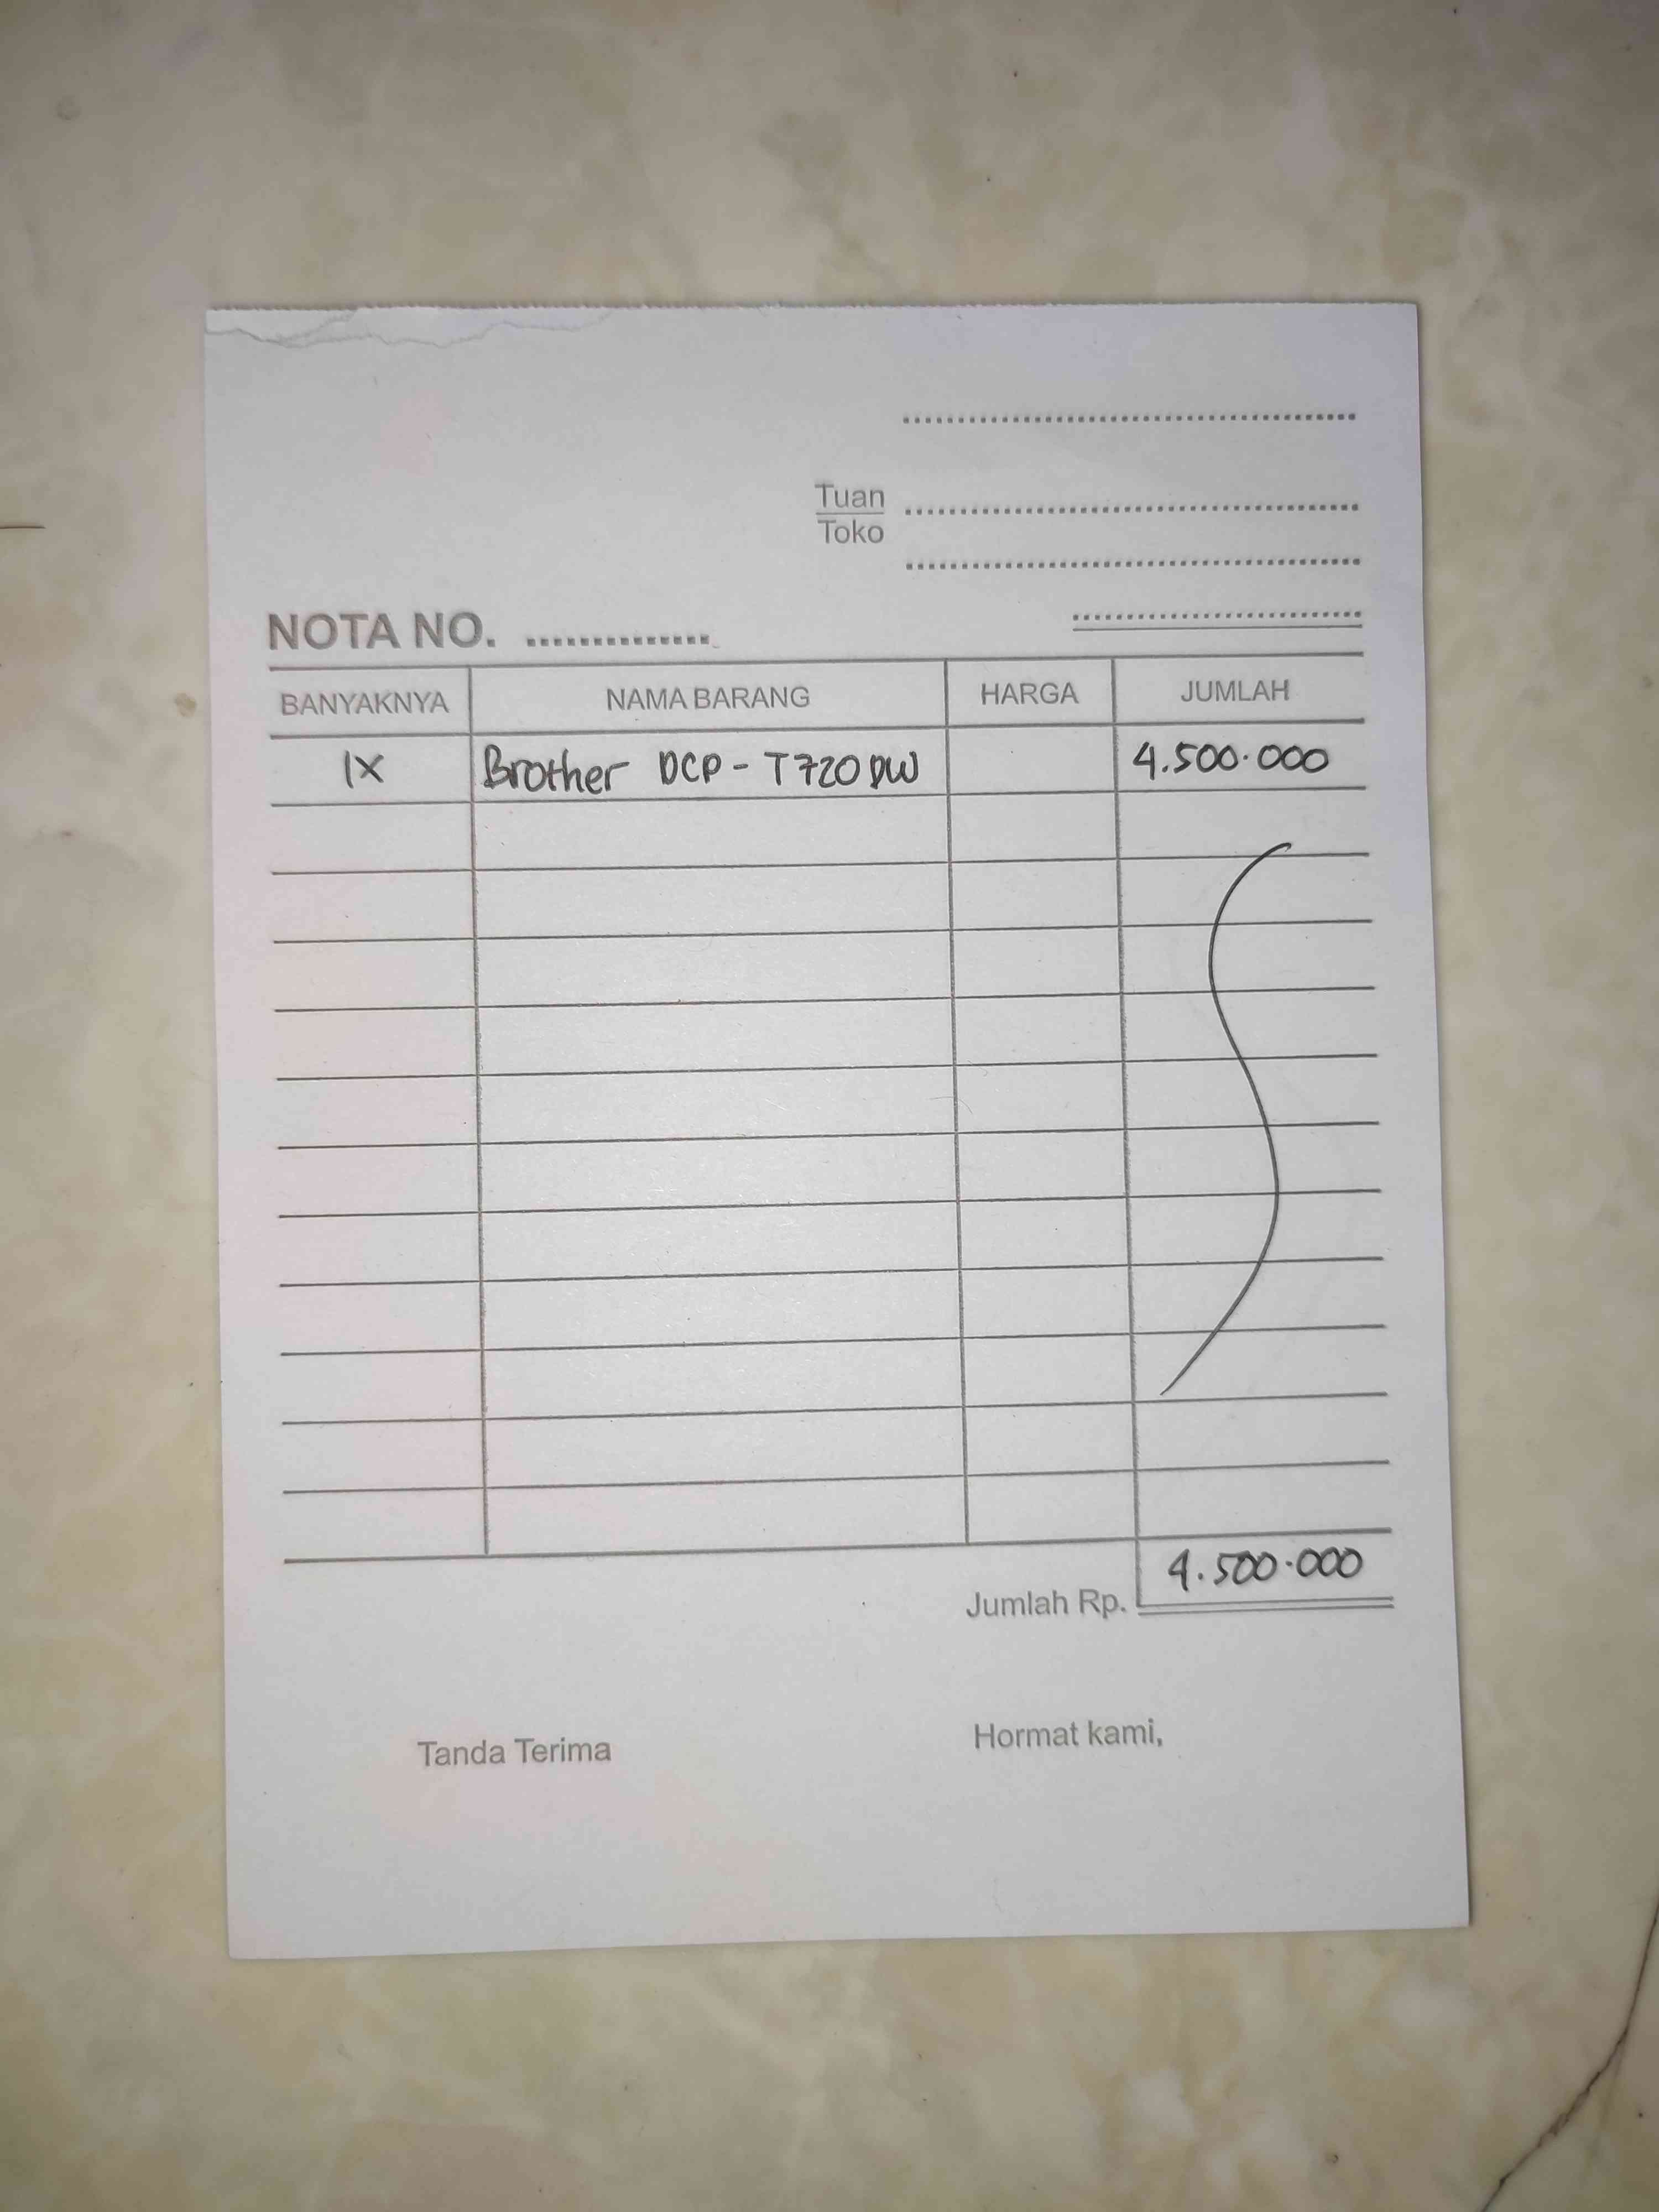 Tuan
Toko
NOTA NO. ..............
BANYAKNYA NAMA BARANG HARGA JUMLAH
1X Brother DCP - T720DW 4.500.000
Jumlah Rp. 4.500.000
Tanda Terima Hormat kami,